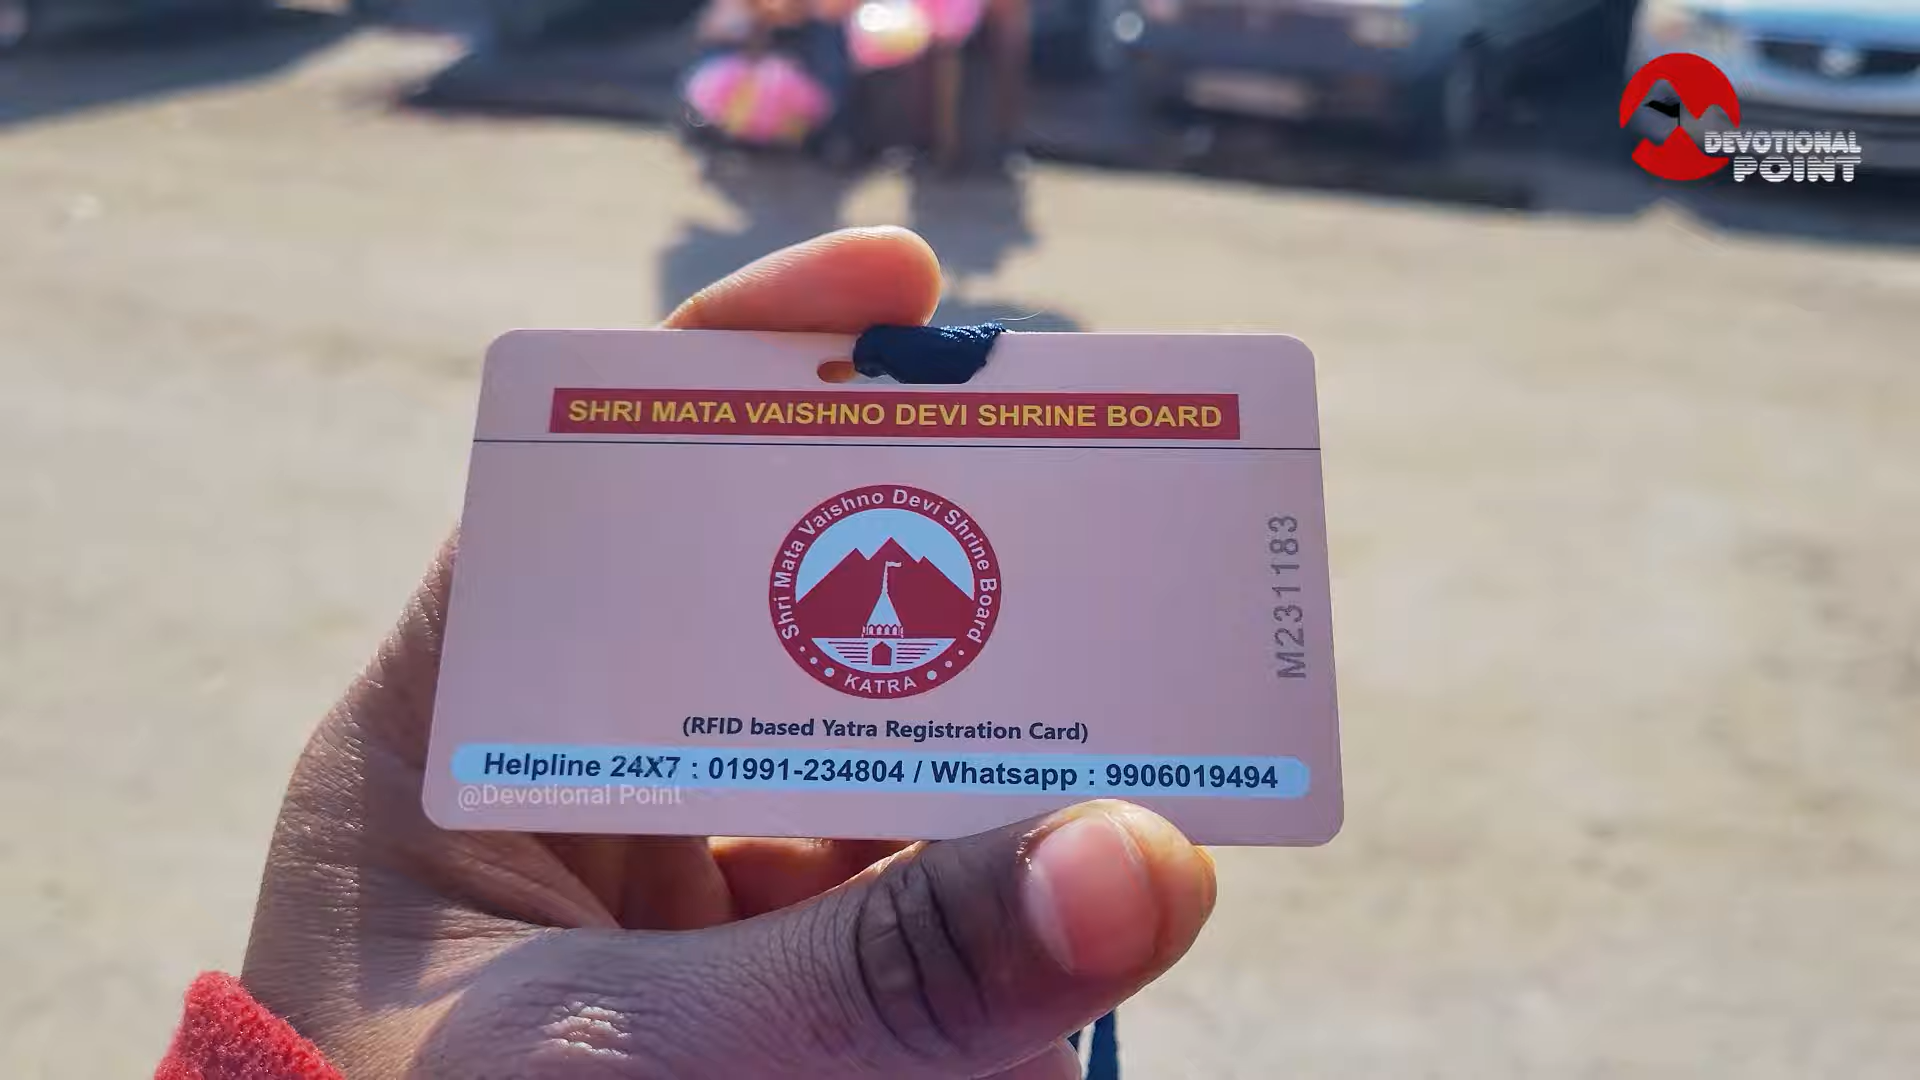 DEVOTIONAL
POINT
SHRI MATA VAISHNO DEVI SHRINE BOARD
Shri Mata Vaishno Devi Shrine Board
KATRA
M231183
(RFID based Yatra Registration Card)
Helpline 24X7 : 01991-234804 / Whatsapp : 9906019494
@Devotional Point